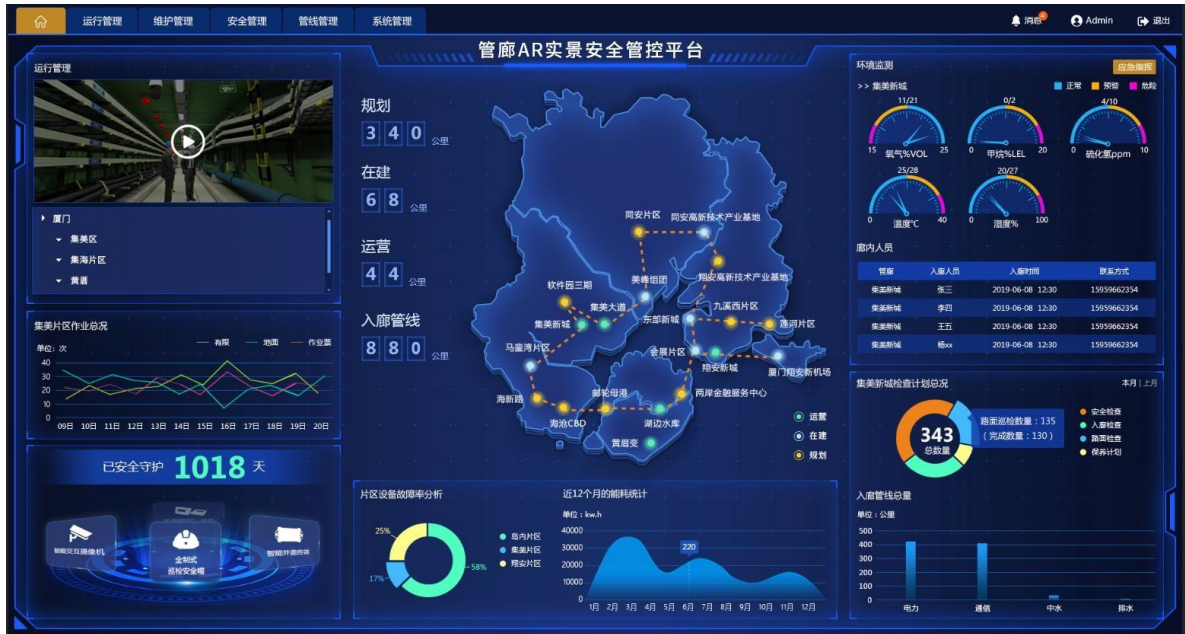 运行管理 维护管理 安全管理 管线管理 系统管理 消息 4 Admin 退出
管廊AR实景安全管控平台
运行管理
厦门
集美区
集海片区
黄厝
集美片区作业总况
单位：次
有限 地面 作业票
40
30
20
10
0
09日 10日 11日 12日 13日 14日 15日 16日 17日 18日 19日 20日
已安全守护 1018 天
智能交互摄像机
全制式
巡检安全帽
智能井盖终端
规划
340 公里
在建
68 公里
运营
44 公里
入廊管线
880 公里
同安片区
同安高新技术产业基地
翔安高新技术产业基地
美峰组团
软件园三期
集美大道
集美新城
东部新城
九溪西片区
莲河片区
马銮湾片区
会展片区
翔安新城
厦门翔安新机场
海新路
邮轮母港
两岸金融服务中心
海沧CBD
湖边水库
黄厝变
运营
在建
规划
片区设备故障率分析
25%
17%
58%
岛内片区
集美片区
翔安片区
近12个月的能耗统计
单位：kw.h
40000
30000
20000
10000
0
220
1月 2月 3月 4月 5月 6月 7月 8月 9月 10月 11月 12月
环境监测
应急指挥
>> 集美新城
正常 预警 危险
11/21
15 氧气%VOL 25
0/2
0 甲烷%LEL 20
4/10
0 硫化氢ppm 10
25/28
0 温度℃ 40
20/27
0 湿度% 100
廊内人员
管廊 入廊人员 入廊时间 联系方式
集美新城 张三 2019-06-08 12:30 15959662354
集美新城 李四 2019-06-08 12:30 15959662354
集美新城 王五 2019-06-08 12:30 15959662354
集美新城 杨xx 2019-06-08 12:30 15959662354
集美新城检查计划总况
本月|上月
343
总数量
路面巡检数量：135
（完成数量：130）
安全检查
入廊检查
路面检查
保养计划
入廊管线总量
单位：公里
500
400
300
200
100
0
电力 通信 中水 排水